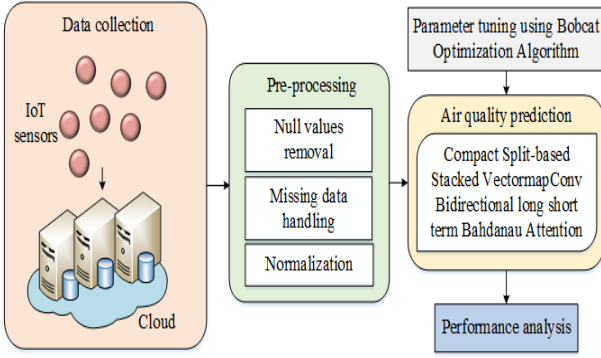 Data collection
IoT
sensors
Cloud
Pre-processing
Null values
removal
Missing data
handling
Normalization
Parameter tuning using Bobcat
Optimization Algorithm
Air quality prediction
Compact Split-based
Stacked VectormapConv
Bidirectional long short
term Bahdanau Attention
Performance analysis